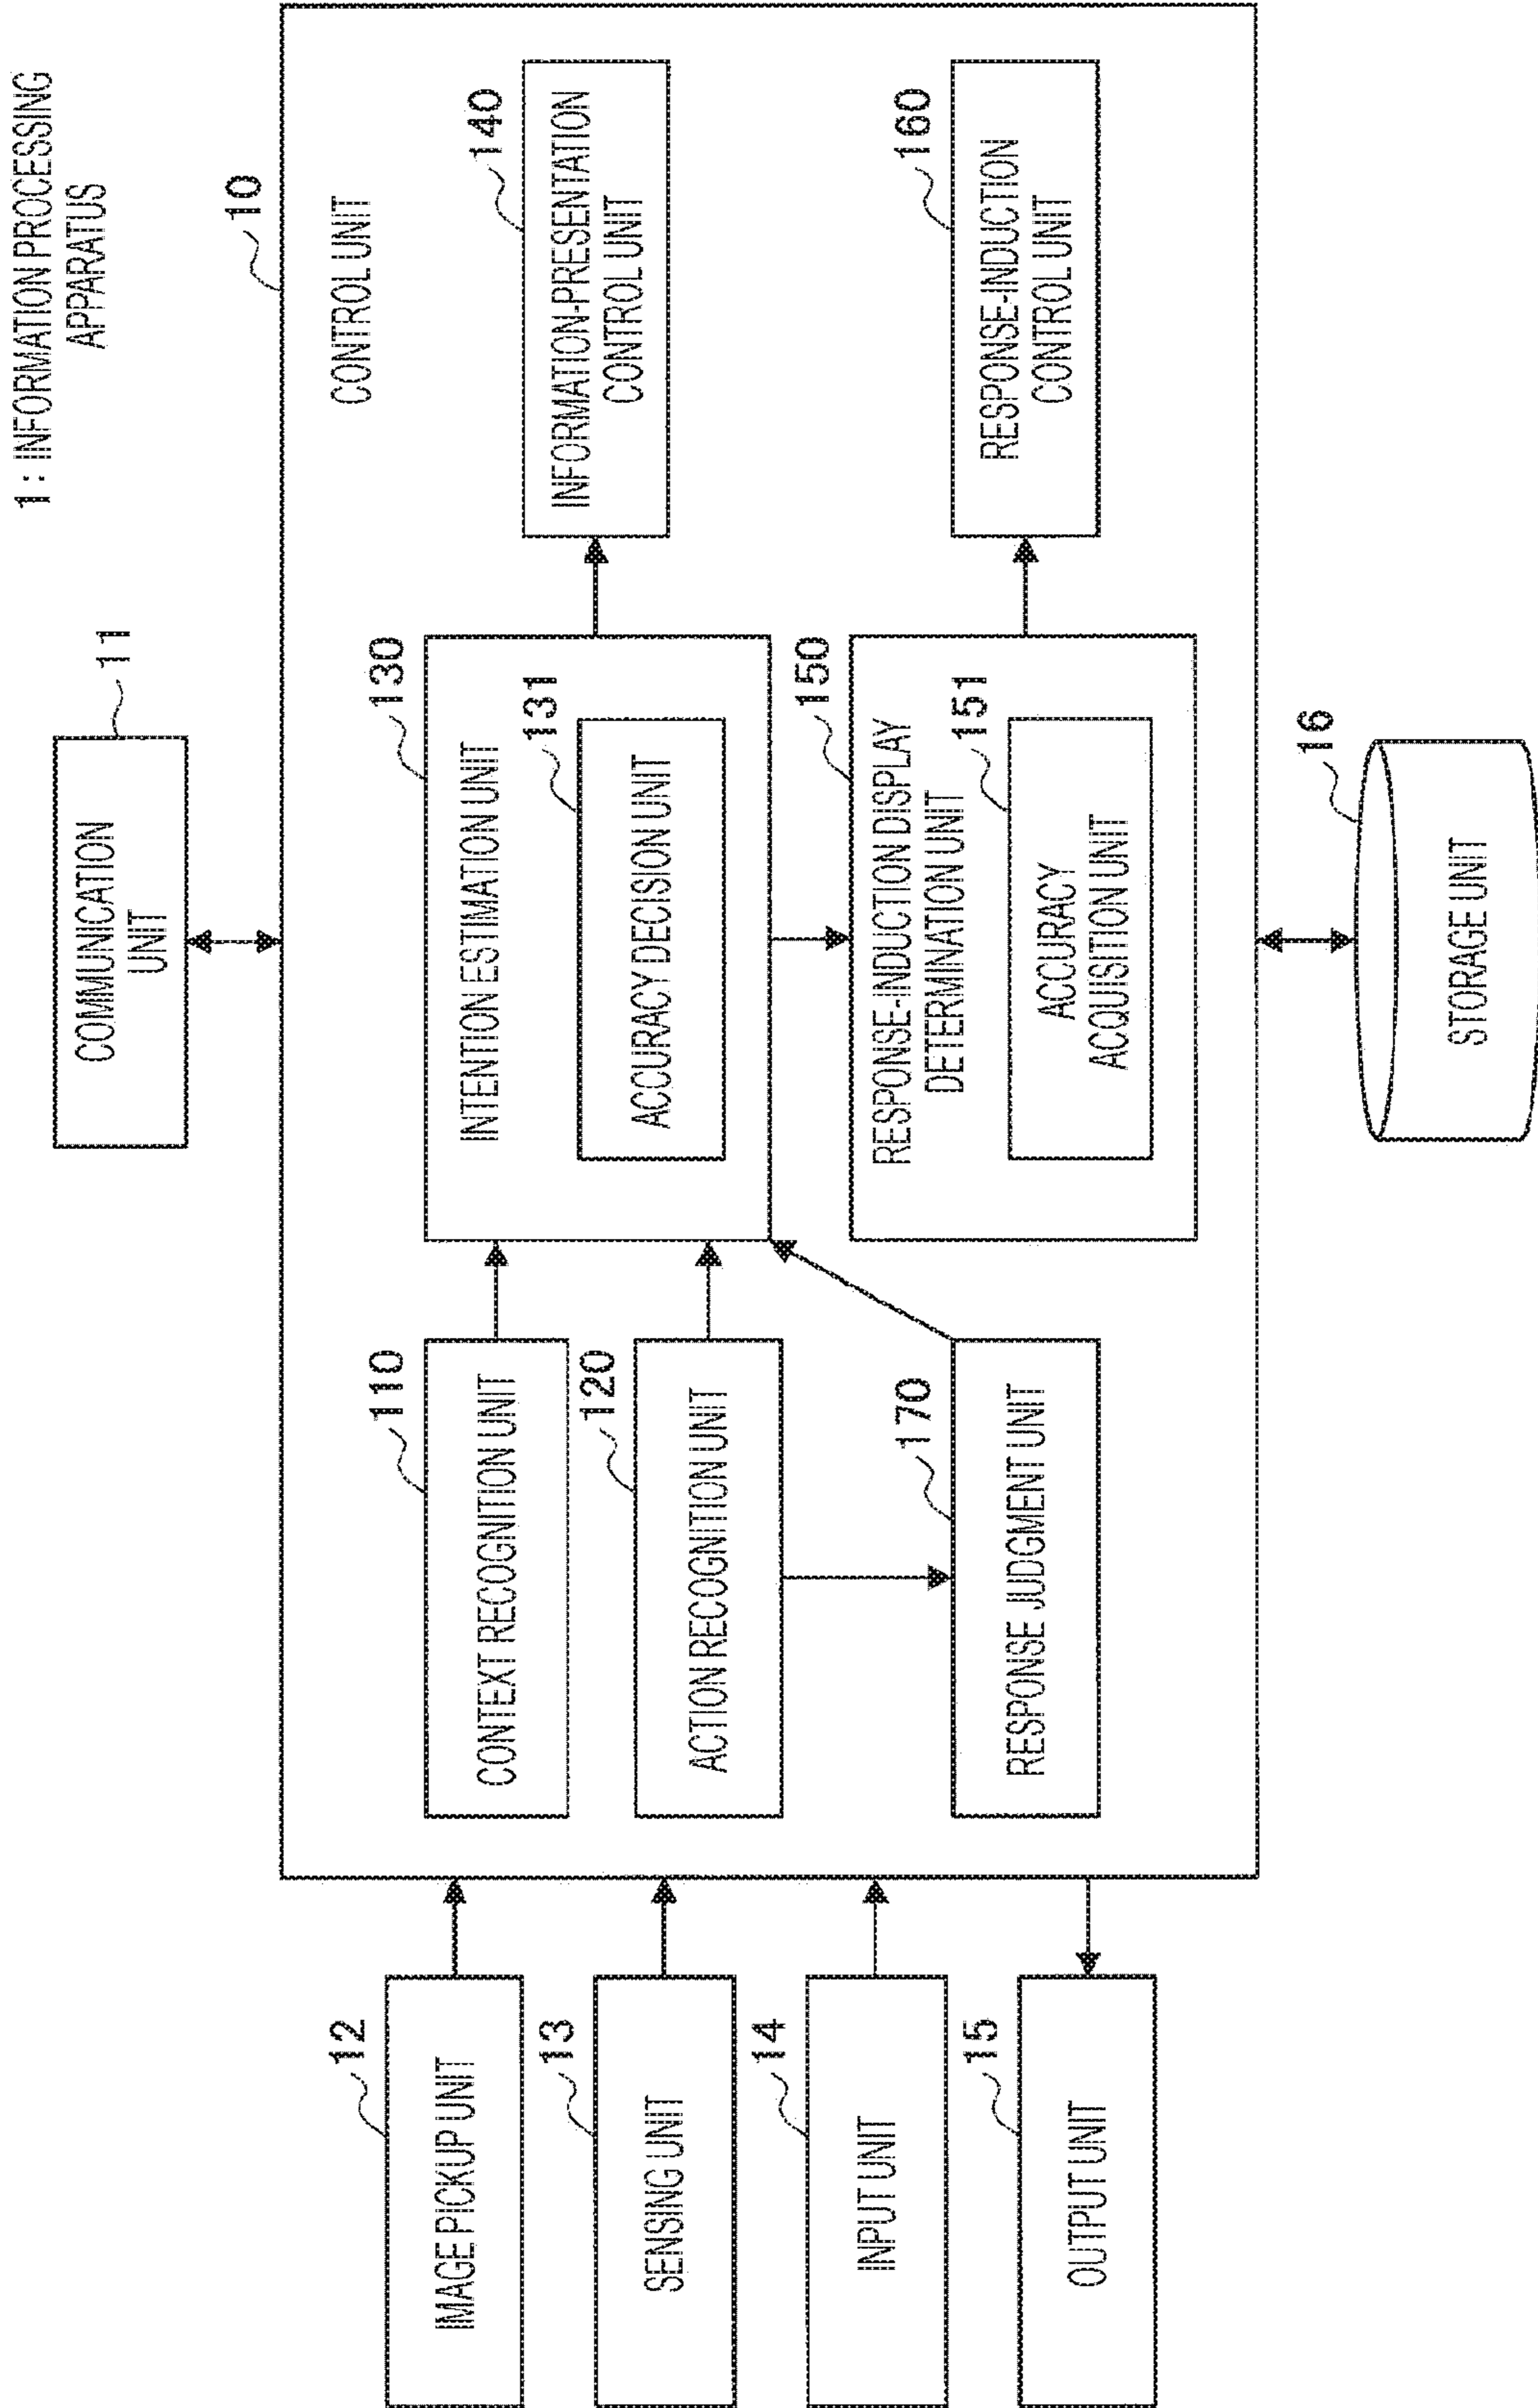 1: INFORMATION PROCESSING
APPARATUS
11
COMMUNICATION
UNIT
10
CONTROL UNIT
12
IMAGE PICKUP UNIT
13
SENSING UNIT
14
INPUT UNIT
15
OUTPUT UNIT
110
CONTEXT RECOGNITION UNIT
120
ACTION RECOGNITION UNIT
170
RESPONSE JUDGMENT UNIT
130
INTENTION ESTIMATION UNIT
131
ACCURACY DECISION UNIT
150
RESPONSE-INDUCTION DISPLAY
DETERMINATION UNIT
151
ACCURACY
ACQUISITION UNIT
140
INFORMATION-PRESENTATION
CONTROL UNIT
160
RESPONSE-INDUCTION
CONTROL UNIT
16
STORAGE UNIT